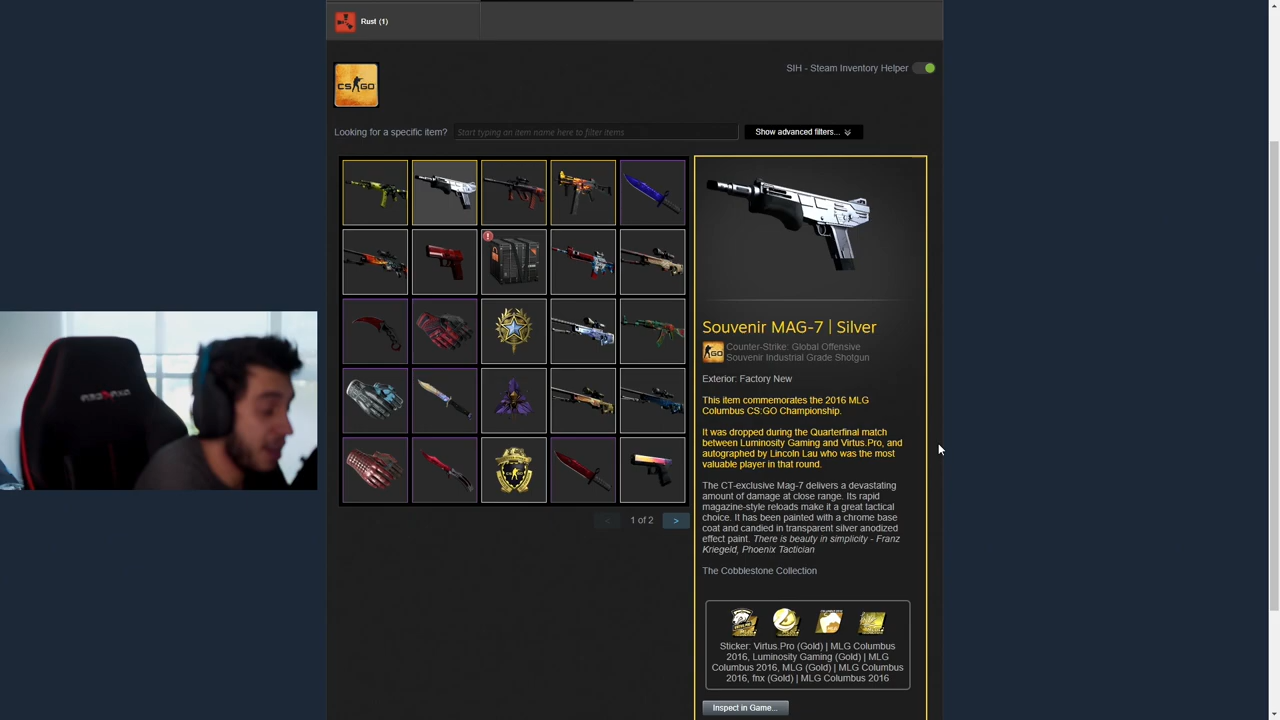 Rust (1)
SIH - Steam Inventory Helper
CS GO
Looking for a specific item?
Start typing an item name here to filter items
Show advanced filters...
Souvenir MAG-7 | Silver
Counter-Strike: Global Offensive
Souvenir Industrial Grade Shotgun
Exterior: Factory New
This item commemorates the 2016 MLG
Columbus CS:GO Championship.
It was dropped during the Quarterfinal match
between Luminosity Gaming and Virtus.Pro, and
autographed by Lincoln Lau who was the most
valuable player in that round.
The CT-exclusive Mag-7 delivers a devastating
amount of damage at close range. Its rapid
magazine-style reloads make it a great tactical
choice. It has been painted with a chrome base
coat and candied in transparent silver anodized
effect paint. There is beauty in simplicity - Franz
Kriegeld, Phoenix Tactician
The Cobblestone Collection
Sticker: Virtus.Pro (Gold) | MLG Columbus
2016, Luminosity Gaming (Gold) | MLG
Columbus 2016, MLG (Gold) | MLG Columbus
2016, fnx (Gold) | MLG Columbus 2016
Inspect in Game...
< 1 of 2 >